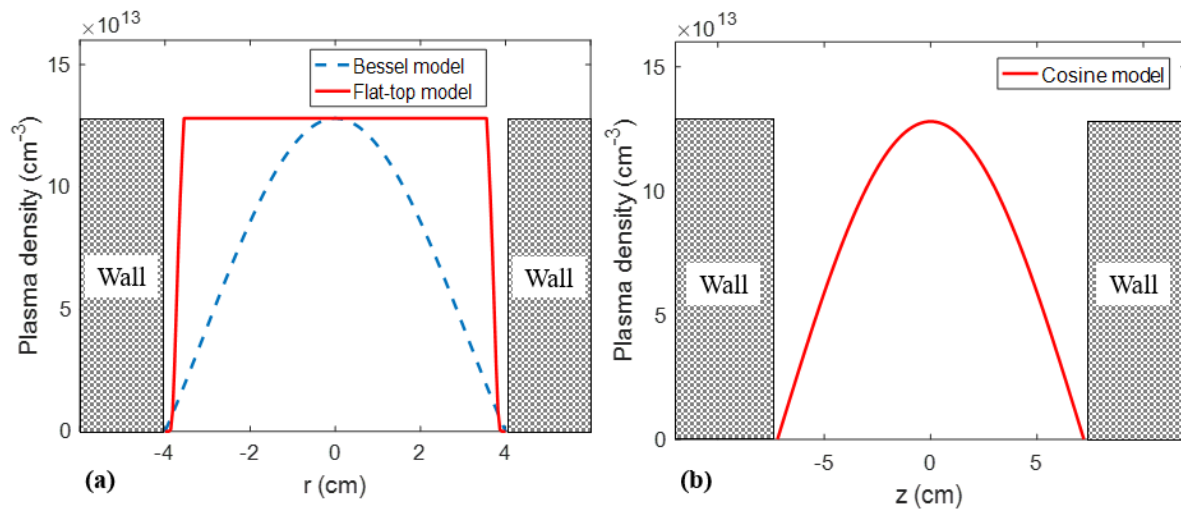 ×10^13
15
10
5
0
Plasma density (cm^-3)
Bessel model
Flat-top model
Wall
Wall
-4
-2
0
2
4
r (cm)
(a)
×10^13
15
10
5
0
Plasma density (cm^-3)
Cosine model
Wall
Wall
-5
0
5
z (cm)
(b)